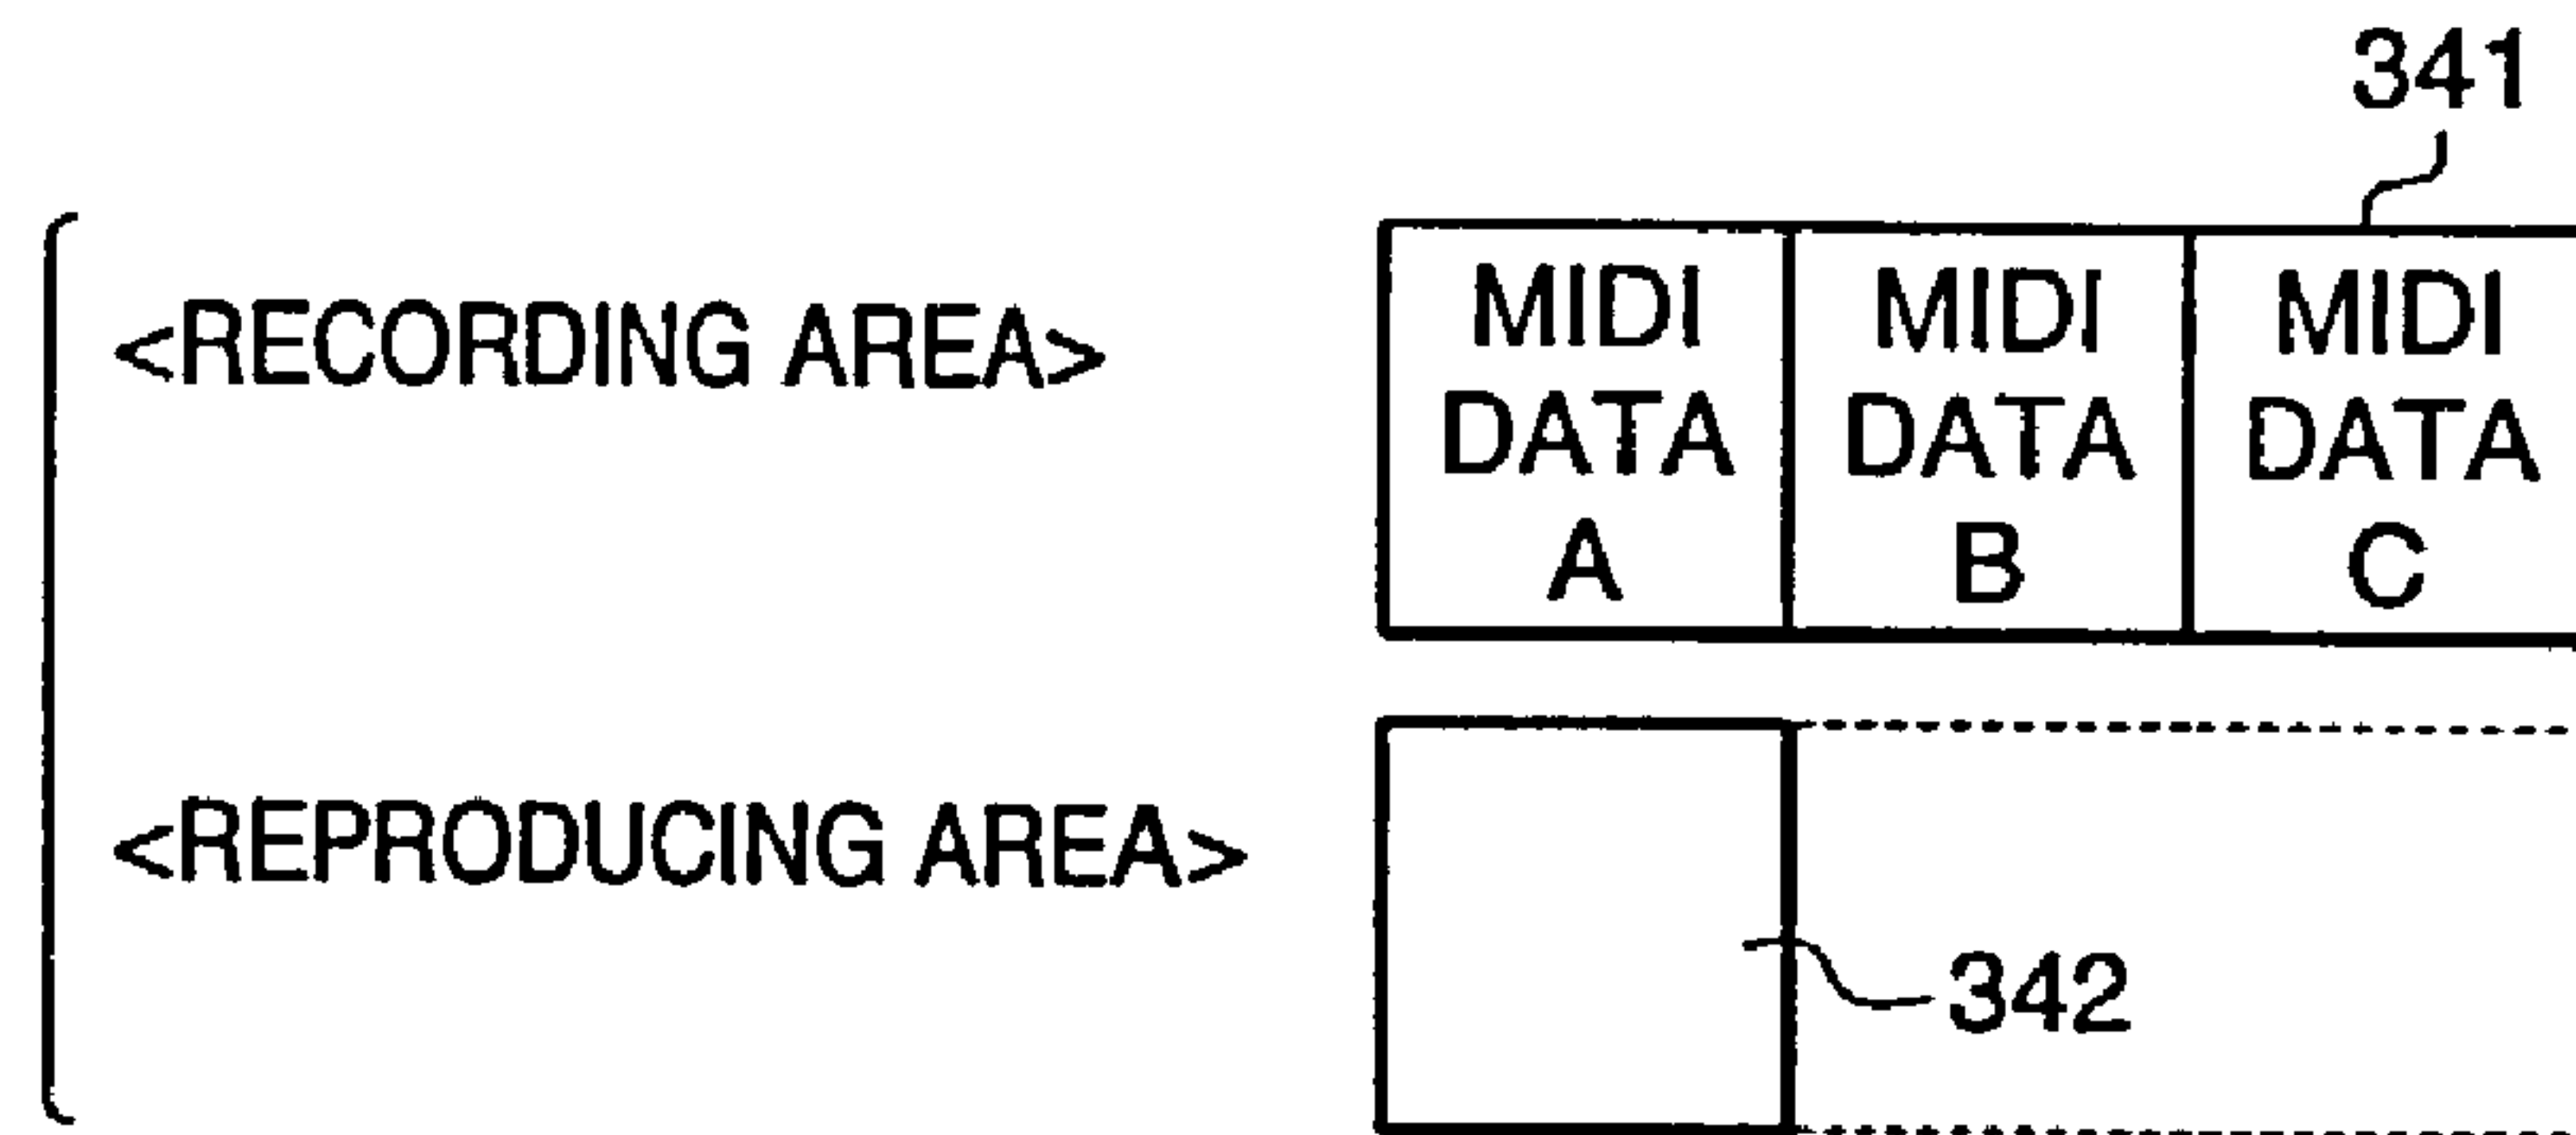 341
<RECORDING AREA>
MIDI DATA A
MIDI DATA B
MIDI DATA C
<REPRODUCING AREA>
342